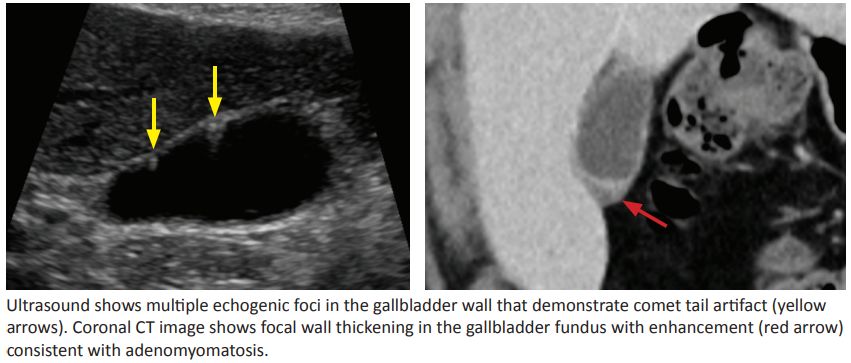 Ultrasound shows multiple echogenic foci in the gallbladder wall that demonstrate comet tail artifact (yellow
arrows). Coronal CT image shows focal wall thickening in the gallbladder fundus with enhancement (red arrow)
consistent with adenomyomatosis.